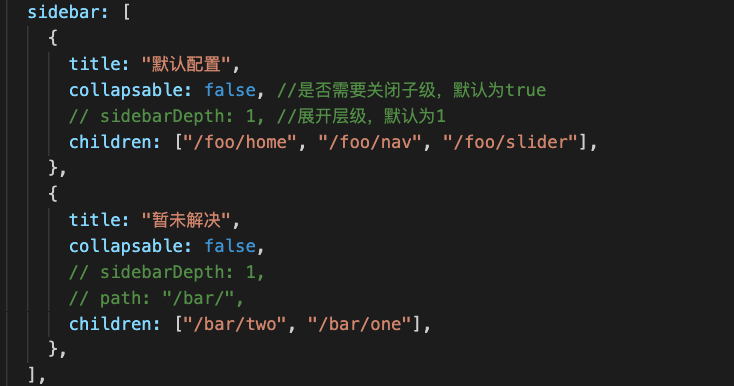 sidebar: [
{
title: "默认配置",
collapsable: false, //是否需要关闭子级，默认为true
// sidebarDepth: 1, //展开层级，默认为1
children: ["/foo/home", "/foo/nav", "/foo/slider"],
},
{
title: "暂未解决",
collapsable: false,
// sidebarDepth: 1,
// path: "/bar/",
children: ["/bar/two", "/bar/one"],
},
],